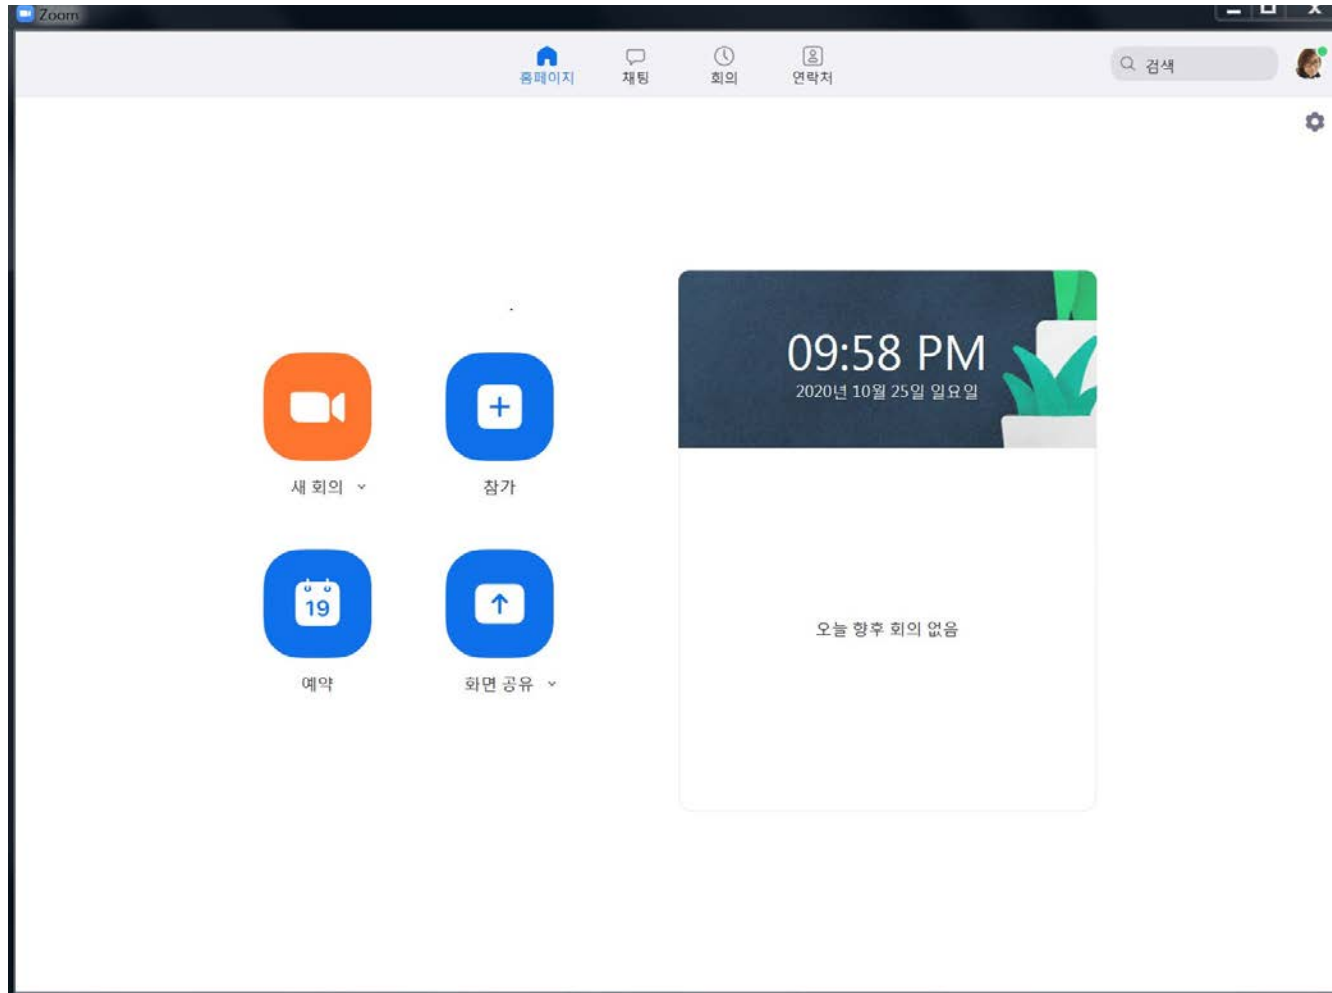 Zoom
홈페이지
채팅
회의
연락처
검색
09:58 PM
2020년 10월 25일 일요일
새 회의
참가
19
예약
화면 공유
오늘 향후 회의 없음